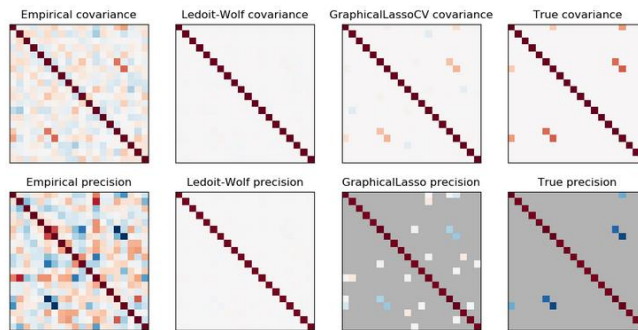 Empirical covariance
Ledoit-Wolf covariance
GraphicalLassoCV covariance
True covariance
Empirical precision
Ledoit-Wolf precision
GraphicalLasso precision
True precision